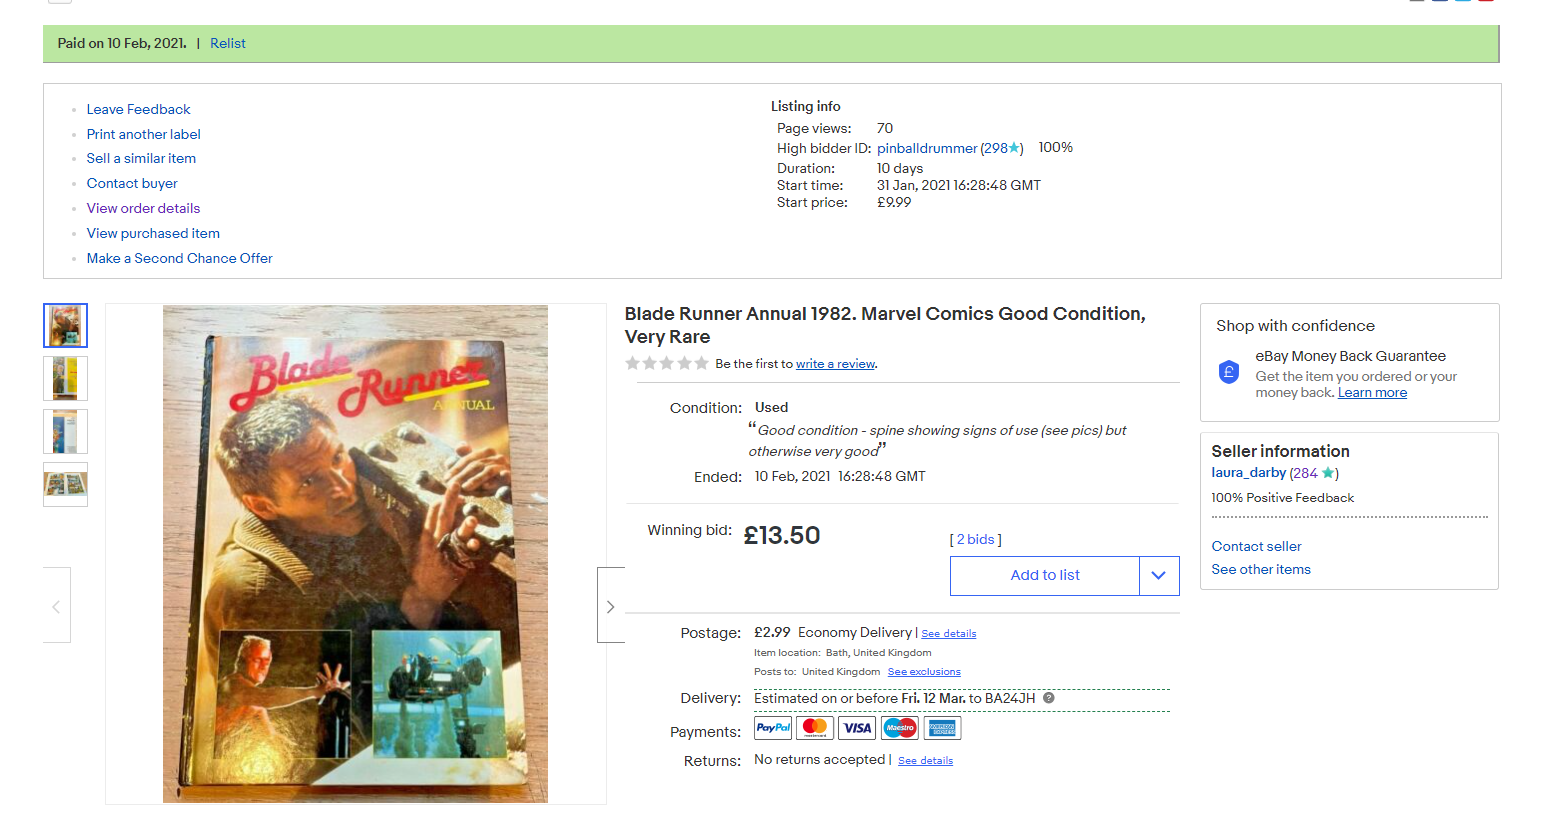 Paid on 10 Feb, 2021. | Relist
Leave Feedback
Print another label
Sell a similar item
Contact buyer
View order details
View purchased item
Make a Second Chance Offer
Listing info
Page views: 70
High bidder ID: pinballdrummer (298★) 100%
Duration: 10 days
Start time: 31 Jan, 2021 16:28:48 GMT
Start price: £9.99
Blade
Runner
ANNUAL
Blade Runner Annual 1982. Marvel Comics Good Condition,
Very Rare
Be the first to write a review.
Condition: Used
“Good condition - spine showing signs of use (see pics) but
otherwise very good”
Ended: 10 Feb, 2021 16:28:48 GMT
Winning bid: £13.50
[ 2 bids ]
Add to list
Postage: £2.99 Economy Delivery | See details
Item location: Bath, United Kingdom
Posts to: United Kingdom See exclusions
Delivery: Estimated on or before Fri. 12 Mar. to BA24JH ?
Payments: PayPal mastercard VISA Maestro AMERICAN EXPRESS
Returns: No returns accepted | See details
Shop with confidence
£
eBay Money Back Guarantee
Get the item you ordered or your
money back. Learn more
Seller information
laura_darby (284 ★)
100% Positive Feedback
Contact seller
See other items